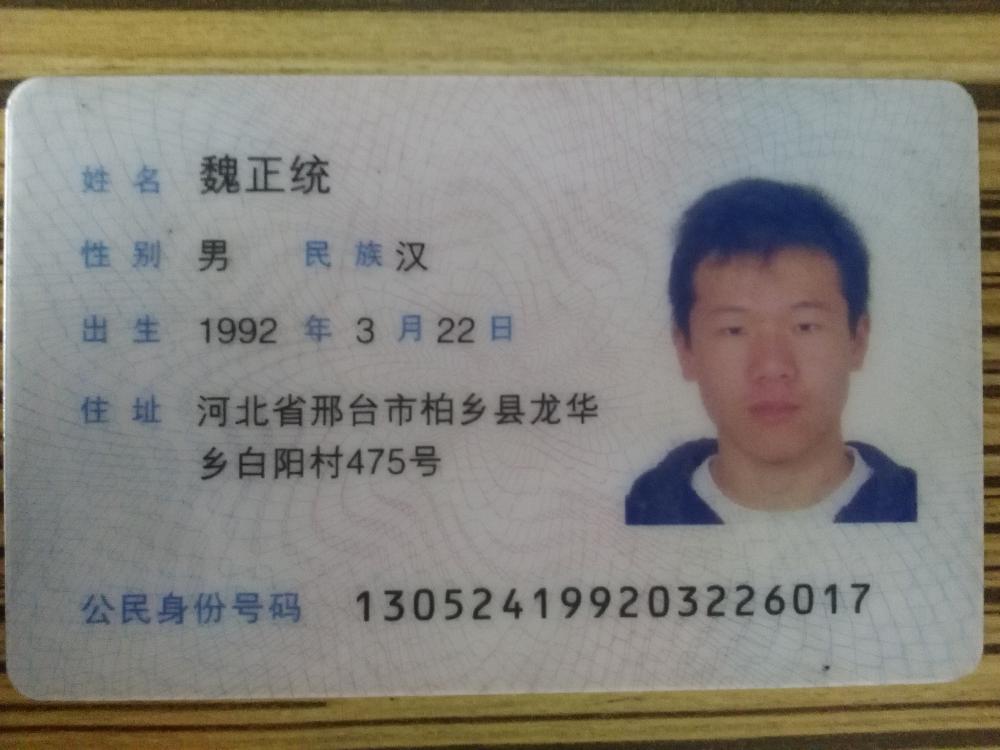 姓名 魏正统
性别 男 民族 汉
出生 1992 年 3 月 22 日
住址 河北省邢台市柏乡县龙华
乡白阳村475号
公民身份号码 130524199203226017